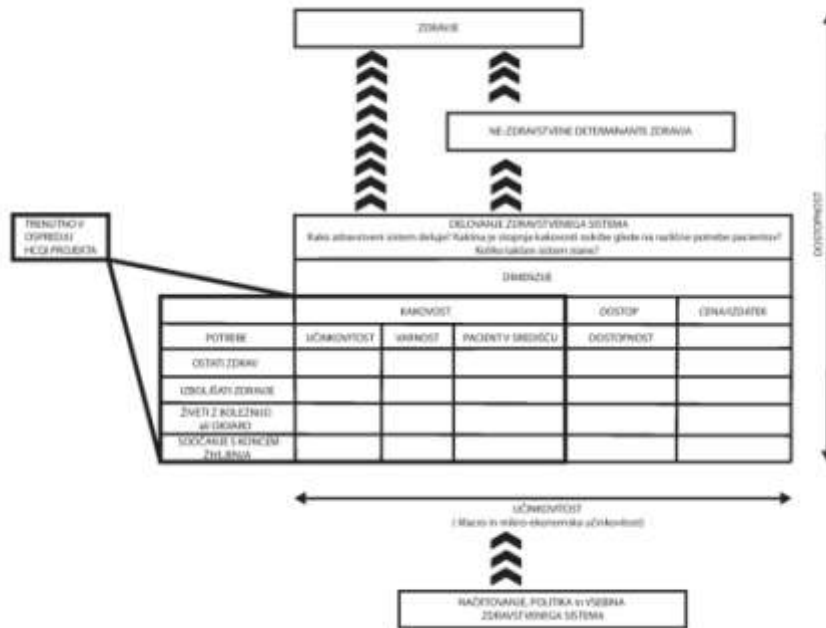 ZDRAVJE
NE-ZDRAVSTVENE DETERMINANTE ZDRAVJA
DOSTOPNOST
TRENUTNO V
OSPREDJU
HCQI PROJEKTA
DELOVANJE ZDRAVSTVENEGA SISTEMA
Kako zdravstveni sistem deluje? Kakšna je stopnja kakovosti oskrbe glede na različne potrebe pacientov?
Koliko takšen sistem stane?
DIMENZIJE
KAKOVOST DOSTOP CENA/IZDATEK
POTREBE UČINKOVITOST VARNOST PACIENT V SREDIŠČU DOSTOPNOST
OSTATI ZDRAV
IZBOLJŠATI ZDRAVJE
ŽIVETI Z BOLEZNIJO
ali OKVARO
SOOČANJE S KONCEM
ŽIVLJENJA
UČINKOVITOST
(Macro in mikro-ekonomska učinkovitost)
NAČRTOVANJE, POLITIKA in VSEBINA
ZDRAVSTVENEGA SISTEMA